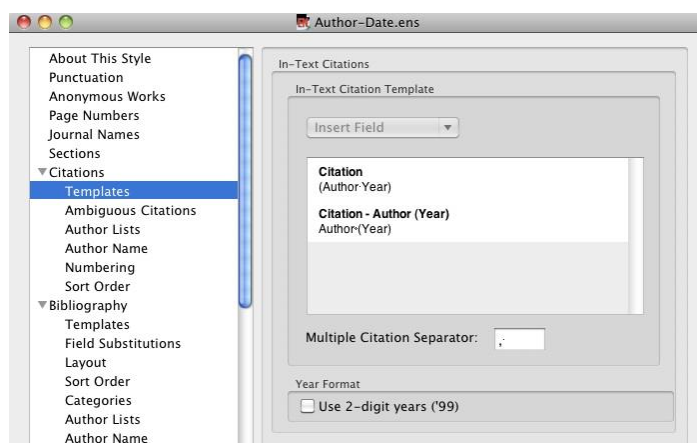 Author-Date.ens
About This Style
Punctuation
Anonymous Works
Page Numbers
Journal Names
Sections
Citations
Templates
Ambiguous Citations
Author Lists
Author Name
Numbering
Sort Order
Bibliography
Templates
Field Substitutions
Layout
Sort Order
Categories
Author Lists
Author Name
In-Text Citations
In-Text Citation Template
Insert Field
Citation
(Author·Year)
Citation - Author (Year)
Author·(Year)
Multiple Citation Separator: ,·
Year Format
Use 2-digit years ('99)